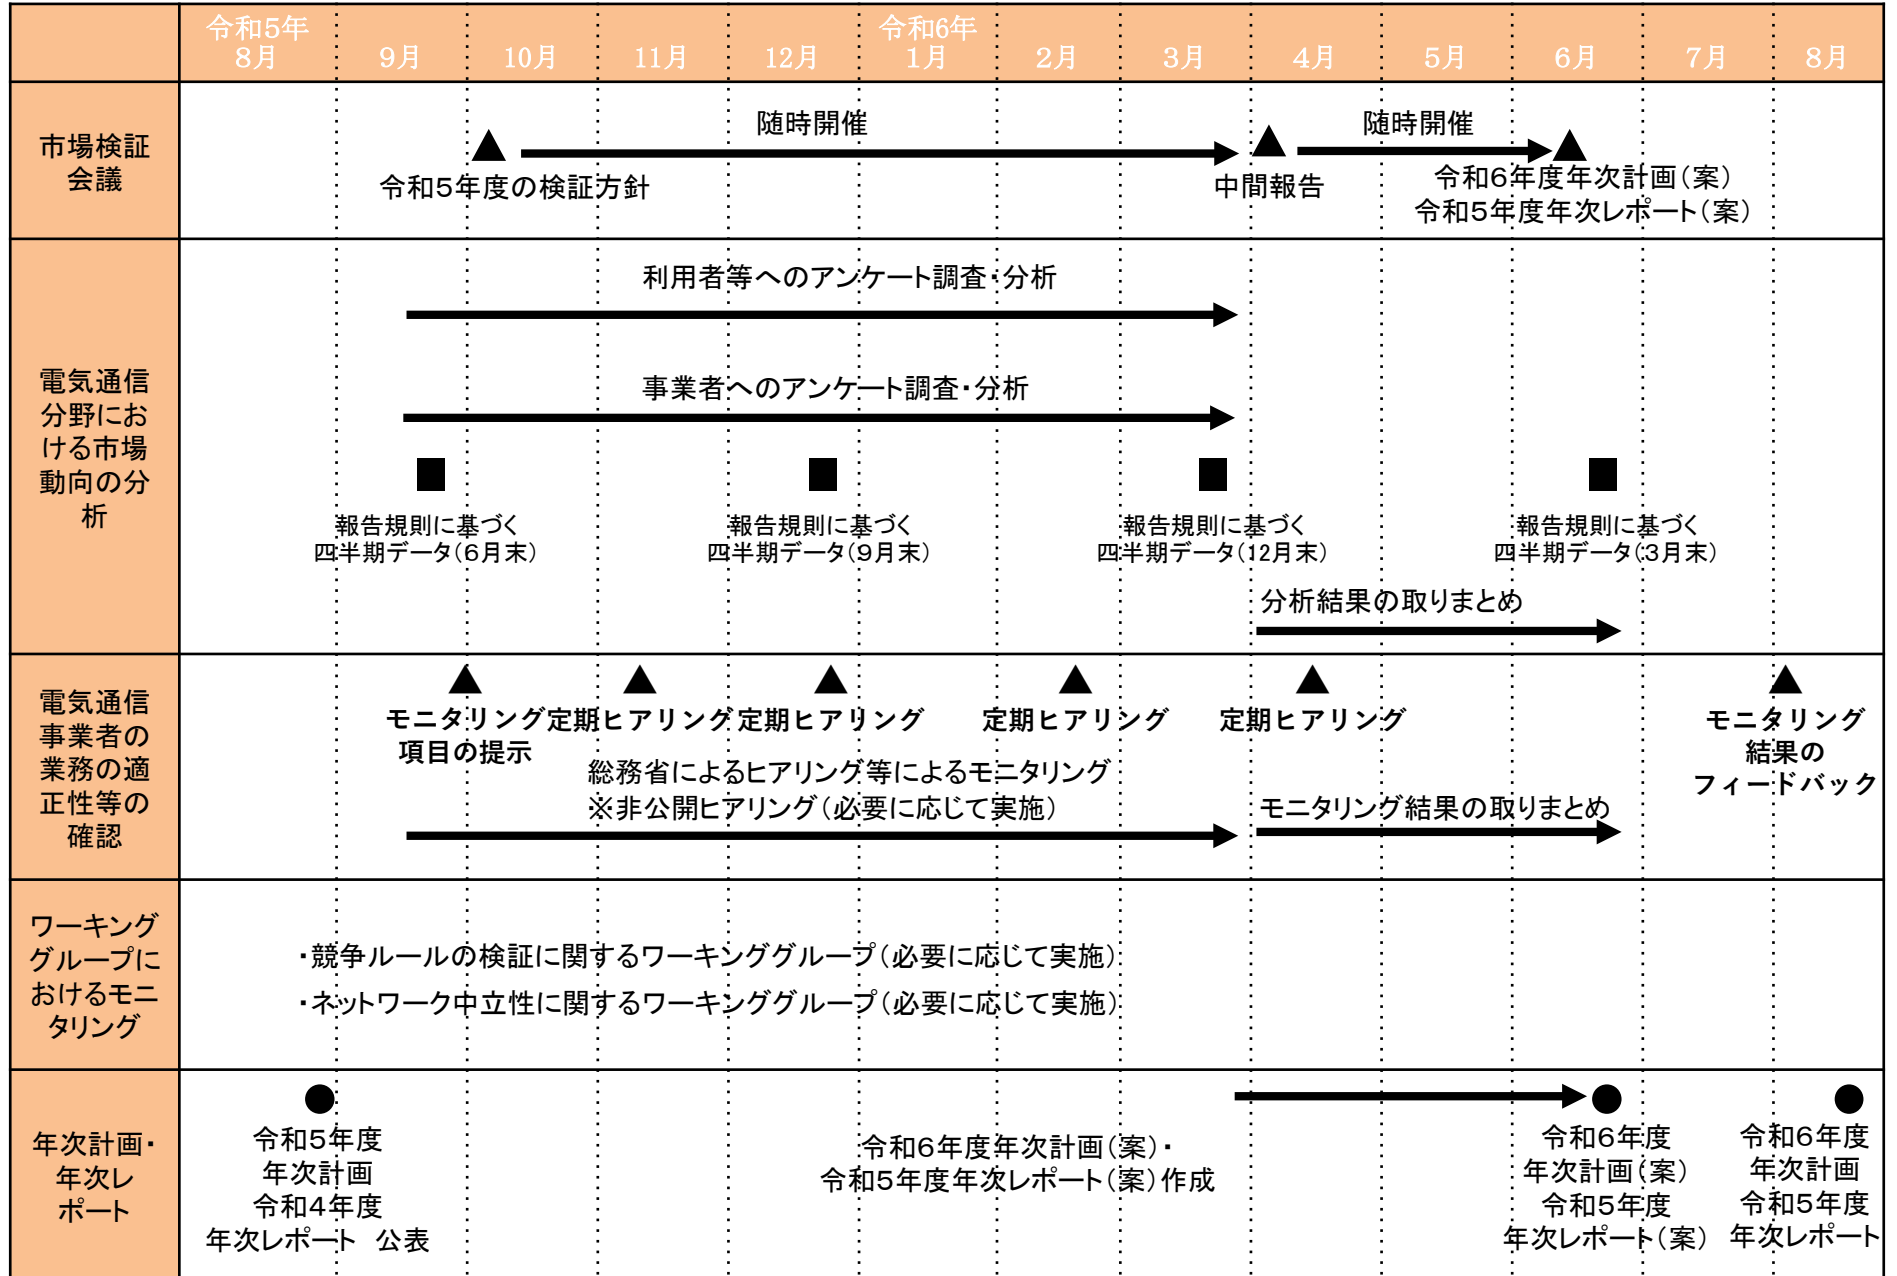 令和5年
8月
9月
10月
11月
12月
令和6年
1月
2月
3月
4月
5月
6月
7月
8月
市場検証
会議
随時開催
随時開催
令和5年度の検証方針
中間報告
令和6年度年次計画(案)
令和5年度年次レポート(案)
電気通信
分野にお
ける市場
動向の分
析
利用者等へのアンケート調査・分析
事業者へのアンケート調査・分析
報告規則に基づく
四半期データ(6月末)
報告規則に基づく
四半期データ(9月末)
報告規則に基づく
四半期データ(12月末)
報告規則に基づく
四半期データ(3月末)
分析結果の取りまとめ
電気通信
事業者の
業務の適
正性等の
確認
モニタリング
項目の提示
定期ヒアリング
定期ヒアリング
定期ヒアリング
定期ヒアリング
モニタリング
結果の
フィードバック
総務省によるヒアリング等によるモニタリング
※非公開ヒアリング(必要に応じて実施)
モニタリング結果の取りまとめ
ワーキング
グループに
おけるモニ
タリング
・競争ルールの検証に関するワーキンググループ(必要に応じて実施)
・ネットワーク中立性に関するワーキンググループ(必要に応じて実施)
年次計画・
年次レ
ポート
令和5年度
年次計画
令和4年度
年次レポート 公表
令和6年度年次計画(案)・
令和5年度年次レポート(案)作成
令和6年度
年次計画(案)
令和5年度
年次レポート(案)
令和6年度
年次計画
令和5年度
年次レポート